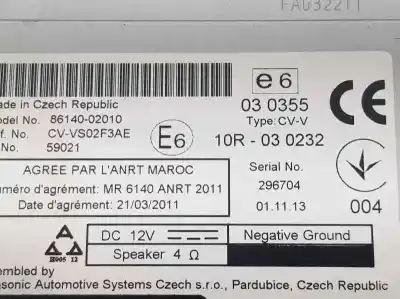 FA032211
e6
ade in Czech Republic
odel No. 86140-02010
f. No. CV-VS02F3AE
No. 59021
03 0355
Type: CV-V
CE
E6
10R - 03 0232
AGREE PAR L'ANRT MAROC
uméro d'agrément: MR 6140 ANRT 2011
Date d'agrément: 21/03/2011
Serial No.
296704
01.11.13
004
DC 12V
Negative Ground
Speaker 4 Ω
embled by
asonic Automotive Systems Czech s.r.o., Pardubice, Czech Republic